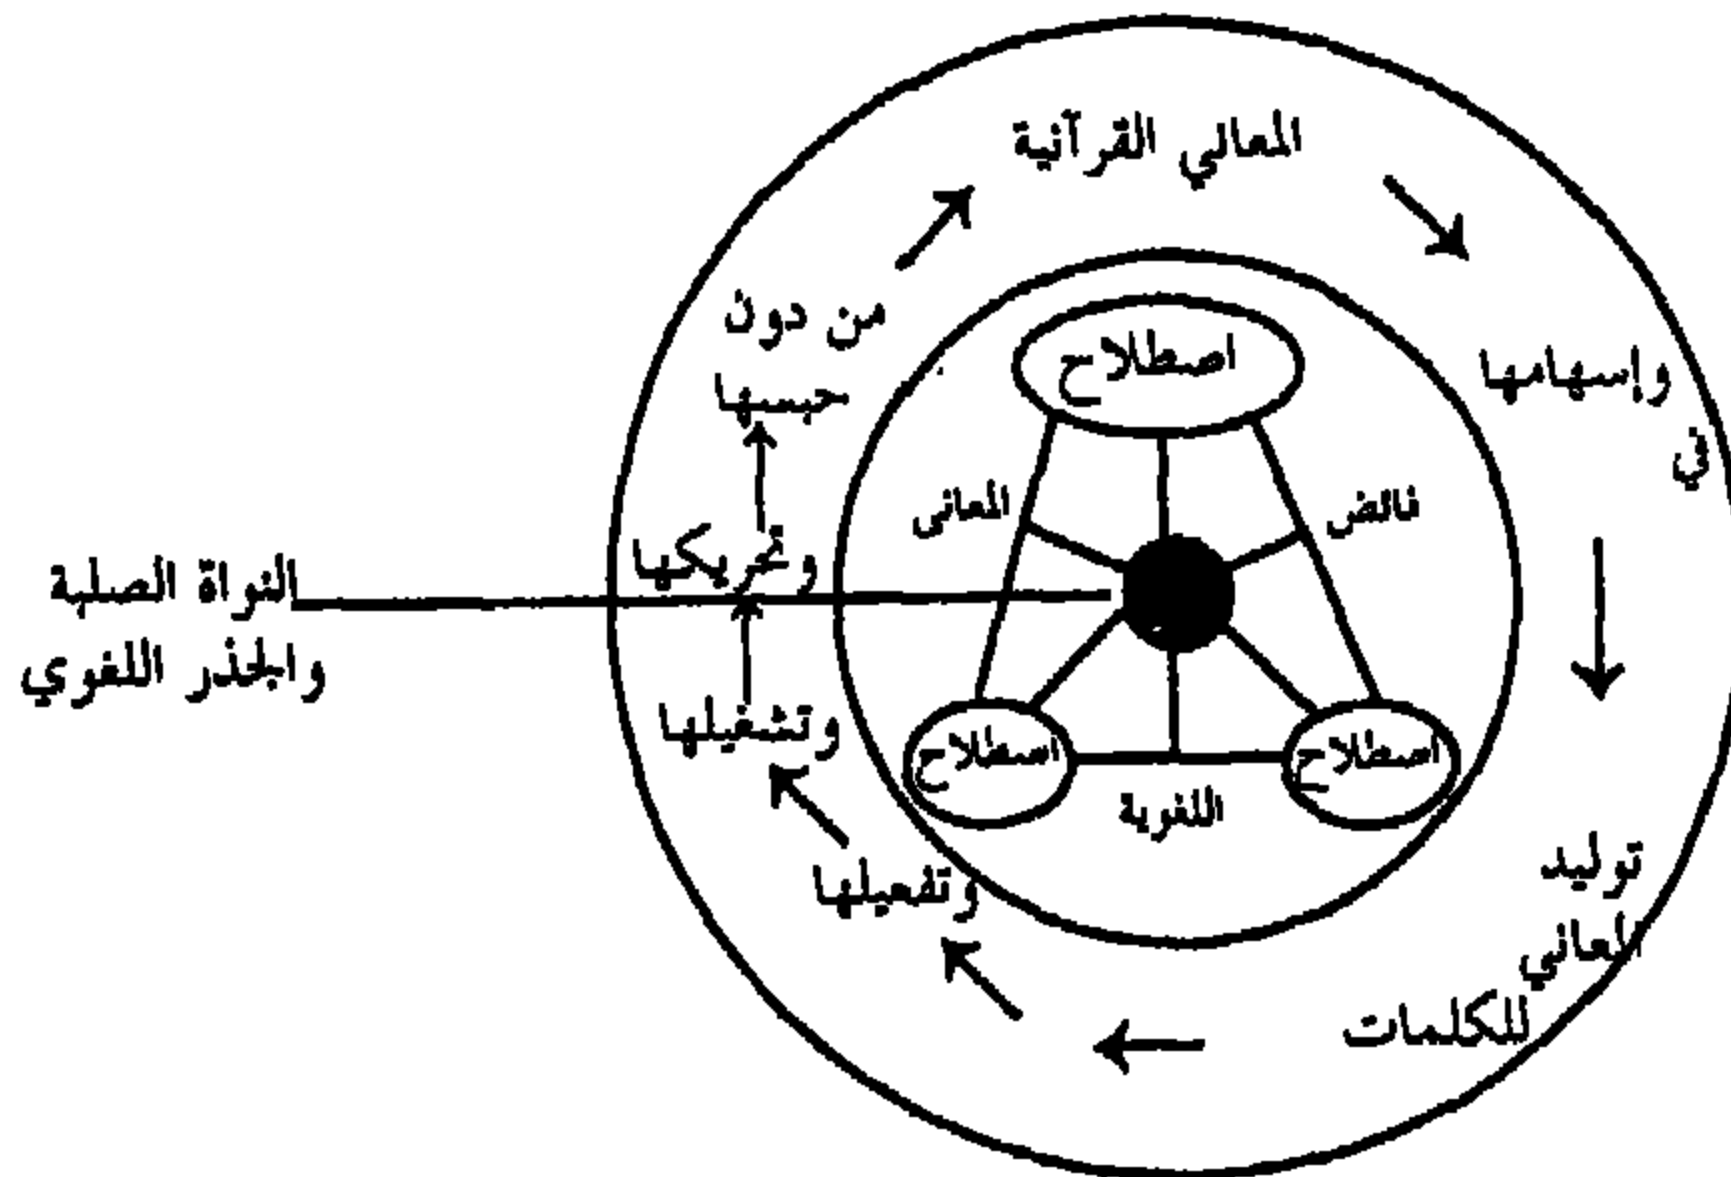 المعاني القرآنية
وإسهامها
في
توليد
المعاني
للكلمات
وتفعيلها
وتشغيلها
وتحريكها
من دون
حبسها
اصطلاح
فائض
المعانى
اللغوية
اصطلاح
اصطلاح
النواة الصلبة
والجذر اللغوي